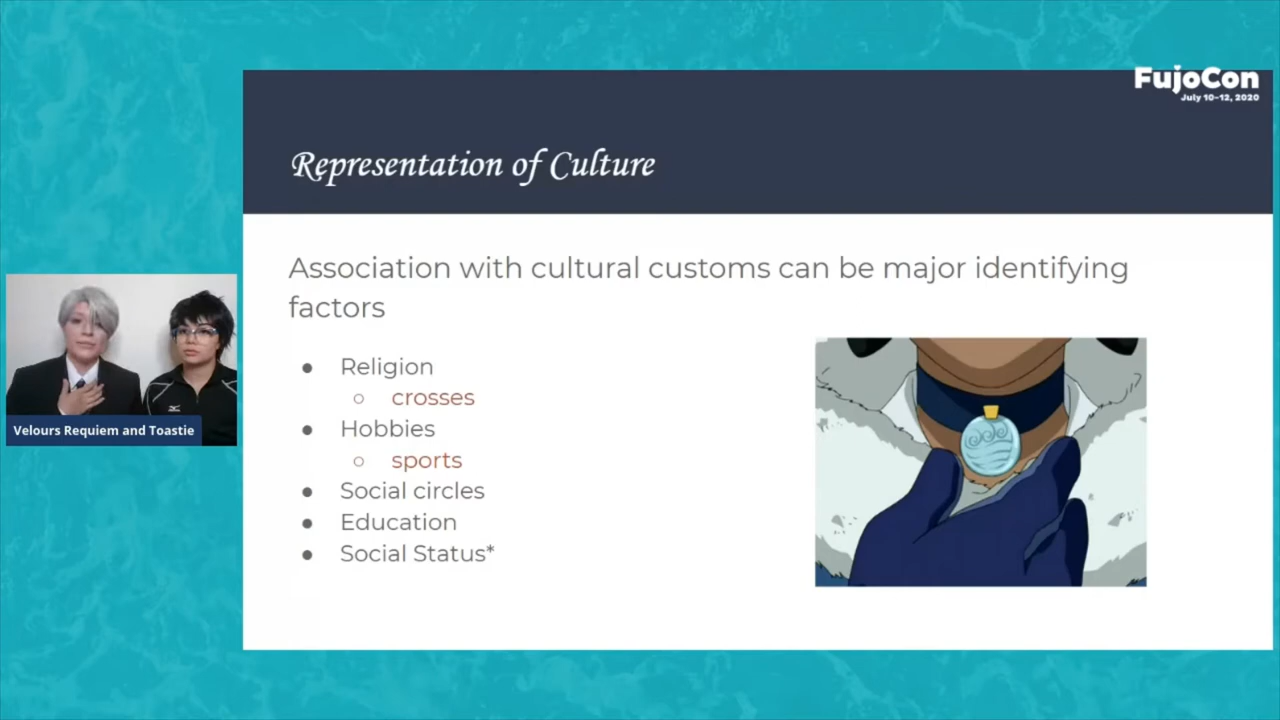 FujoCon
July 10-12, 2020
Representation of Culture
Association with cultural customs can be major identifying
factors
● Religion
○ crosses
● Hobbies
○ sports
● Social circles
● Education
● Social Status*
Velours Requiem and Toastie